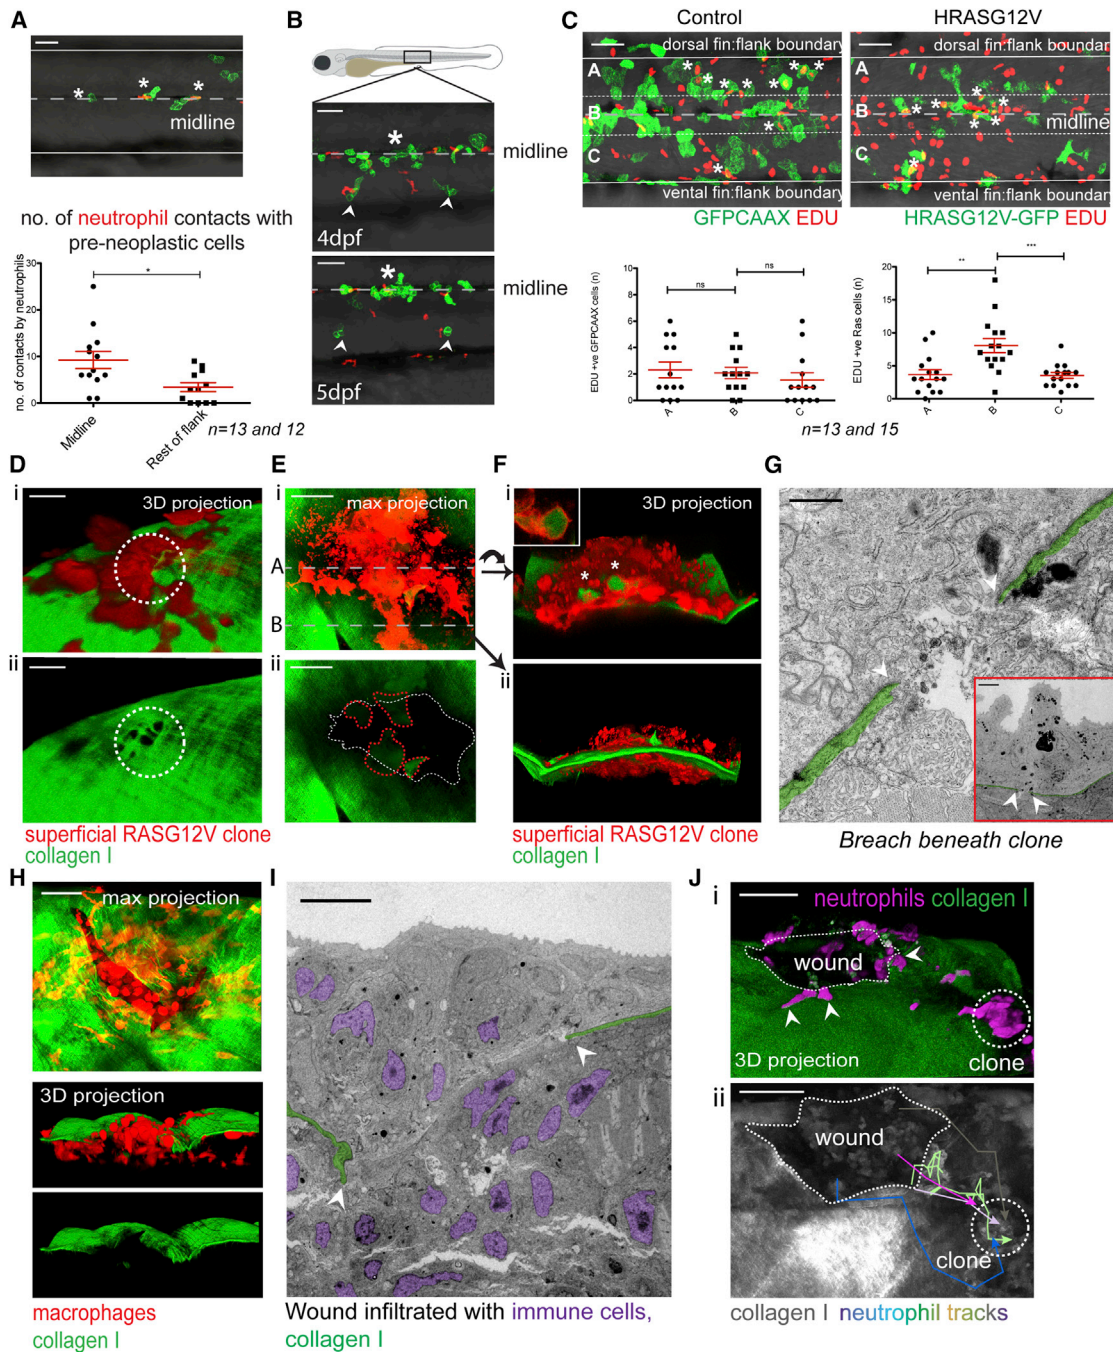 A
midline
no. of neutrophil contacts with
pre-neoplastic cells
no. of contacts by neutrophils
30
20
10
0
*
Midline
Rest of flank
n=13 and 12
B
midline
4dpf
midline
5dpf
C
Control
HRASG12V
dorsal fin:flank boundary
A
B
C
ventral fin:flank boundary
dorsal fin:flank boundary
A
B
midline
C
ventral fin:flank boundary
GFPCAAX EDU
HRASG12V-GFP EDU
EDU +ve GFPCAAX cells (n)
10
8
6
4
2
0
ns
ns
A
B
C
EDU +ve Ras cells (n)
20
15
10
5
0
**
***
A
B
C
n=13 and 15
D
i
3D projection
ii
superficial RASG12V clone
collagen I
E
i
max projection
A
B
ii
F
i
3D projection
ii
superficial RASG12V clone
collagen I
G
Breach beneath clone
H
max projection
3D projection
macrophages
collagen I
I
Wound infiltrated with immune cells,
collagen I
J
i
neutrophils collagen I
wound
3D projection
clone
ii
wound
clone
collagen I neutrophil tracks